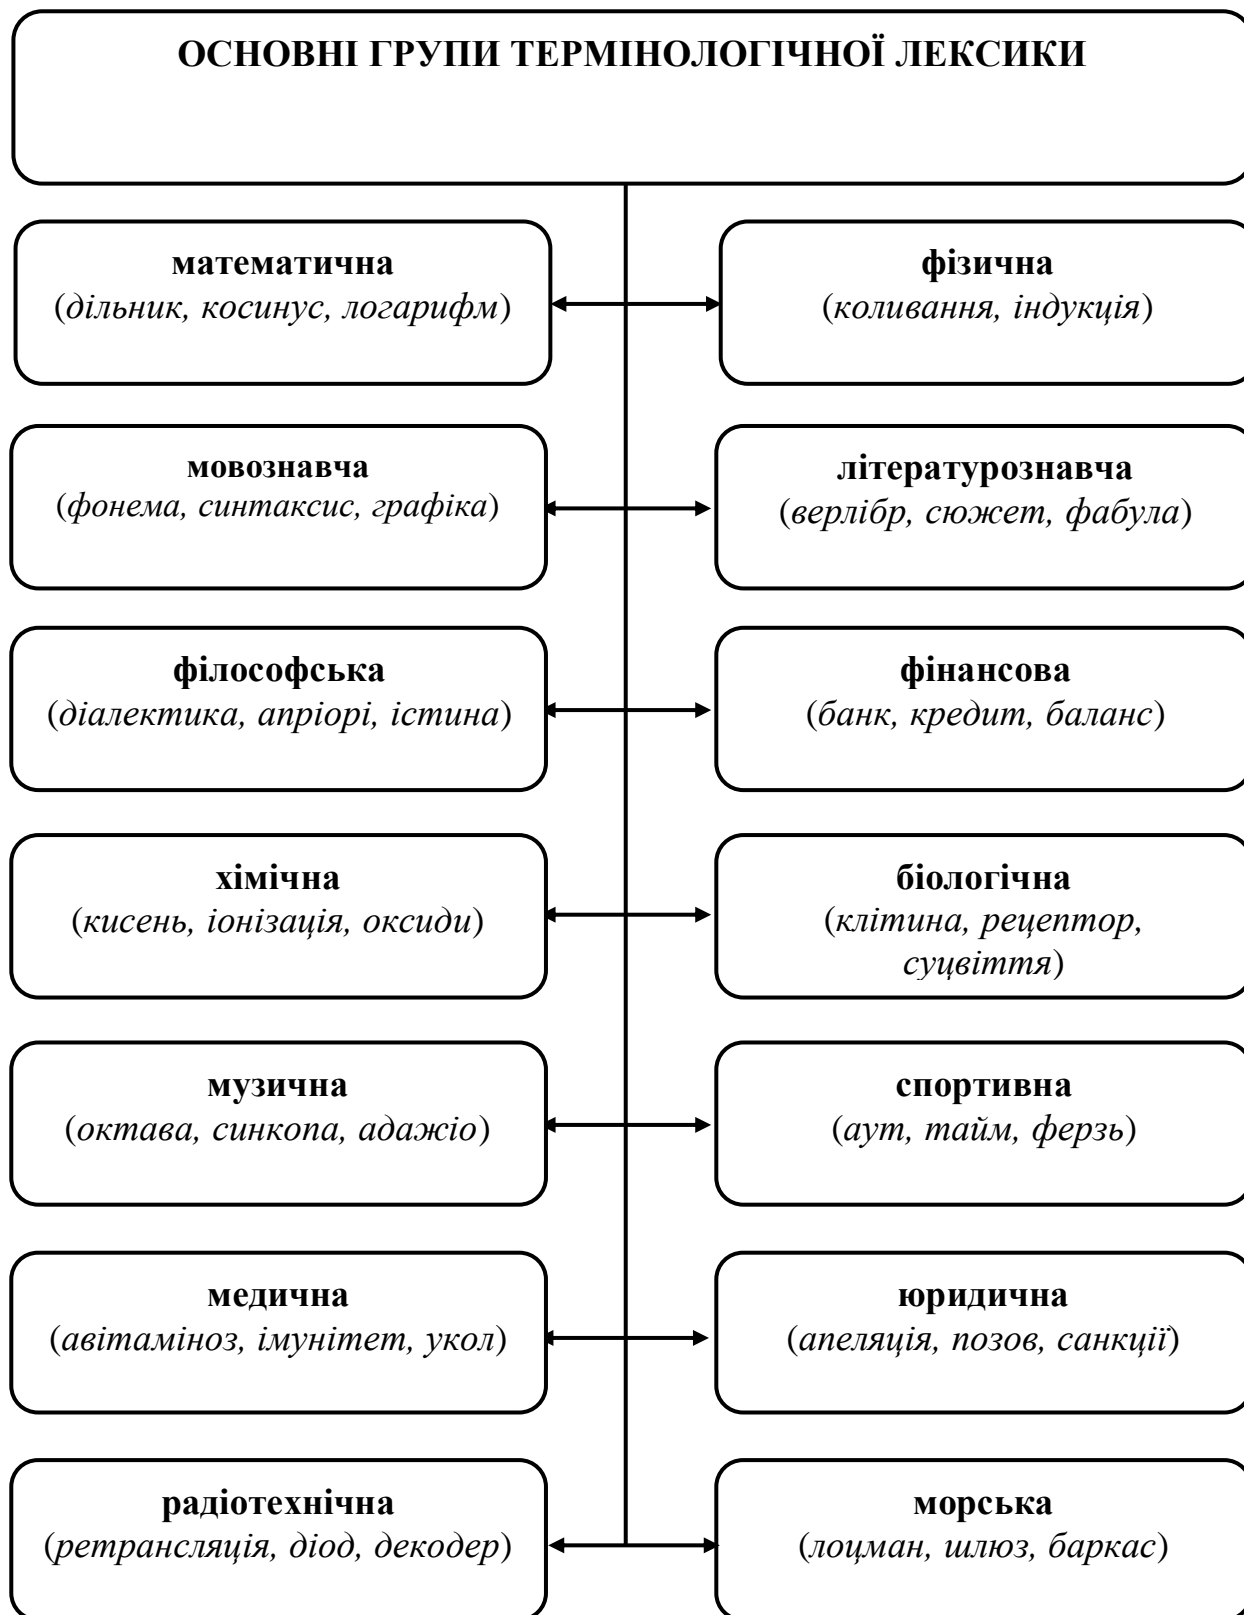 ОСНОВНІ ГРУПИ ТЕРМІНОЛОГІЧНОЇ ЛЕКСИКИ
математична
(дільник, косинус, логарифм)
фізична
(коливання, індукція)
мовознавча
(фонема, синтаксис, графіка)
літературознавча
(верлібр, сюжет, фабула)
філософська
(діалектика, апріорі, істина)
фінансова
(банк, кредит, баланс)
хімічна
(кисень, іонізація, оксиди)
біологічна
(клітина, рецептор,
суцвіття)
музична
(октава, синкопа, адажіо)
спортивна
(аут, тайм, ферзь)
медична
(авітаміноз, імунітет, укол)
юридична
(апеляція, позов, санкції)
радіотехнічна
(ретрансляція, діод, декодер)
морська
(лоцман, шлюз, баркас)